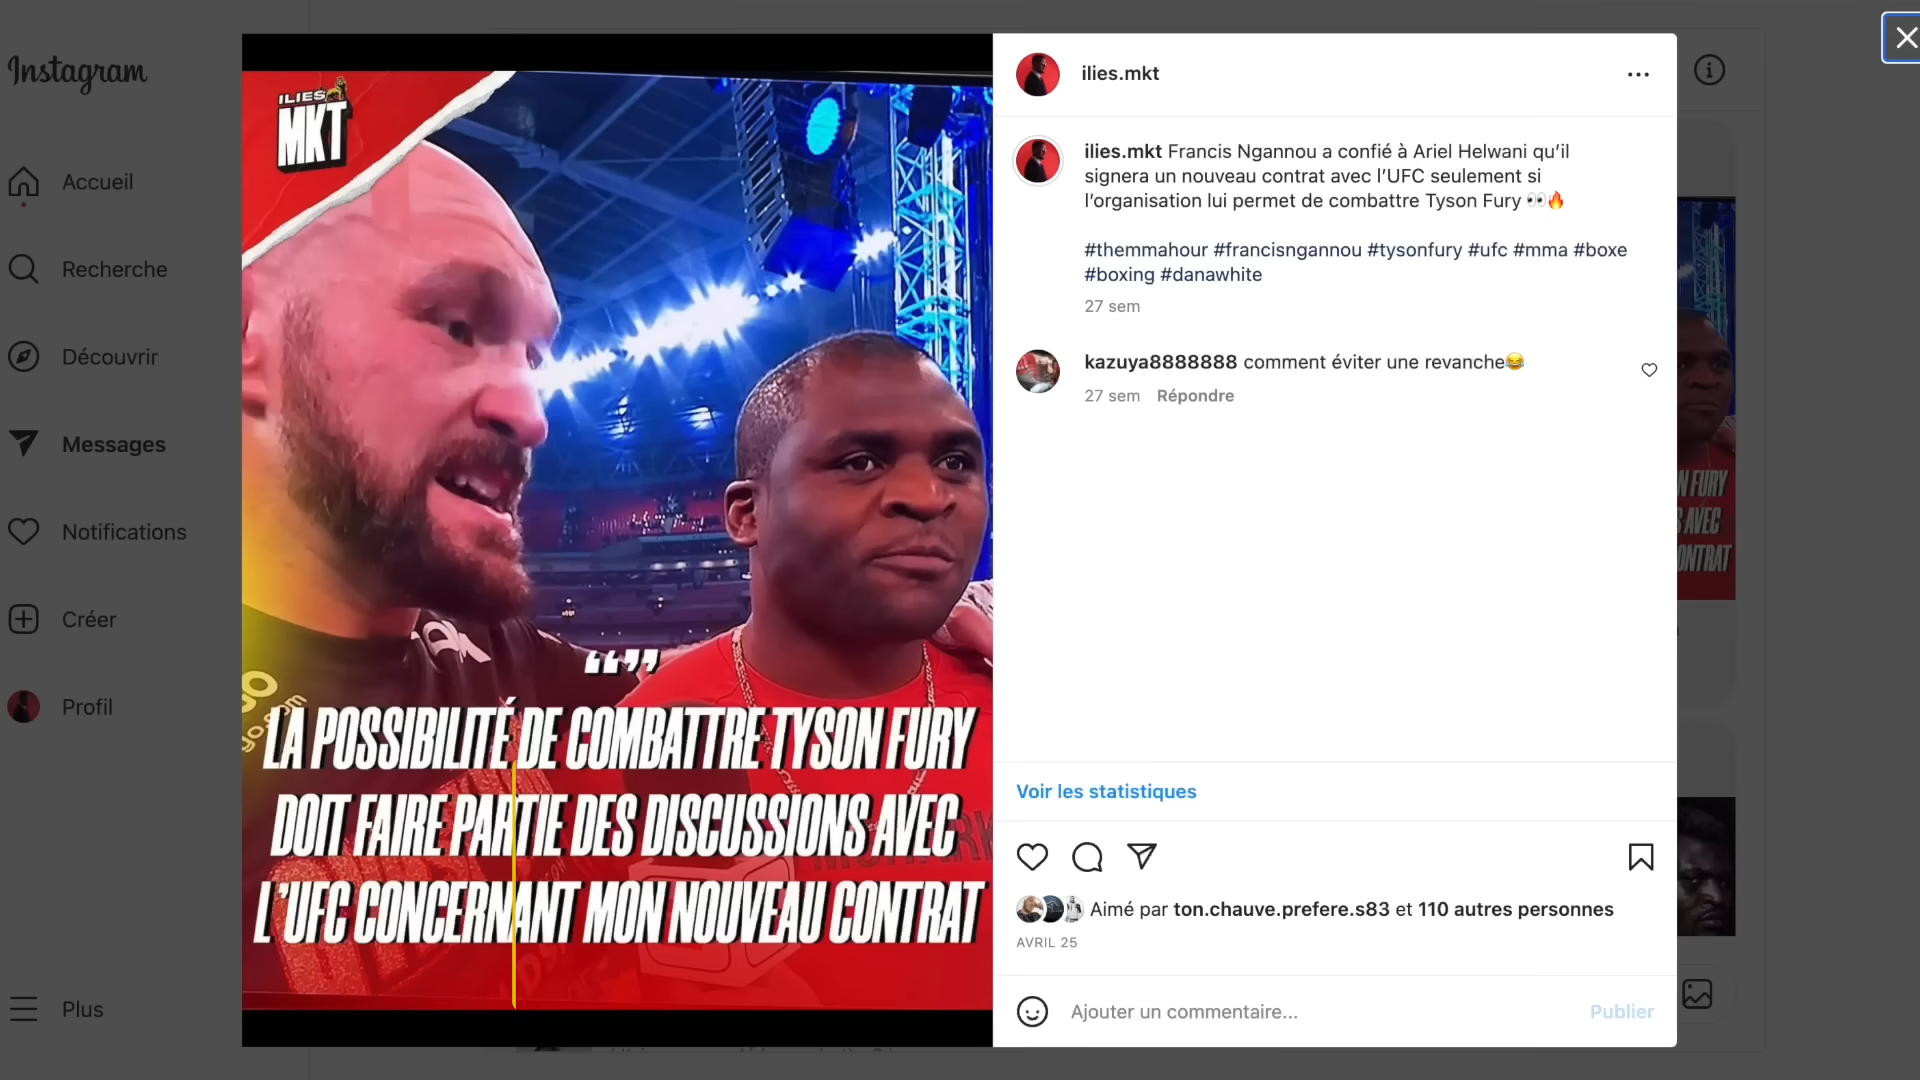 Instagram
Accueil
Recherche
Découvrir
Messages
Notifications
Créer
Profil
Plus
ILIES
MKT
“”
LA POSSIBILITÉ DE COMBATTRE TYSON FURY
DOIT FAIRE PARTIE DES DISCUSSIONS AVEC
L'UFC CONCERNANT MON NOUVEAU CONTRAT
ilies.mkt
ilies.mkt Francis Ngannou a confié à Ariel Helwani qu’il
signera un nouveau contrat avec l’UFC seulement si
l’organisation lui permet de combattre Tyson Fury 👀🔥
#themmahour #francisngannou #tysonfury #ufc #mma #boxe
#boxing #danawhite
27 sem
kazuya8888888 comment éviter une revanche😂
27 sem Répondre
Voir les statistiques
Aimé par ton.chauve.prefere.s83 et 110 autres personnes
AVRIL 25
Ajouter un commentaire...
Publier
N FURY
S AVEC
ONTRAT